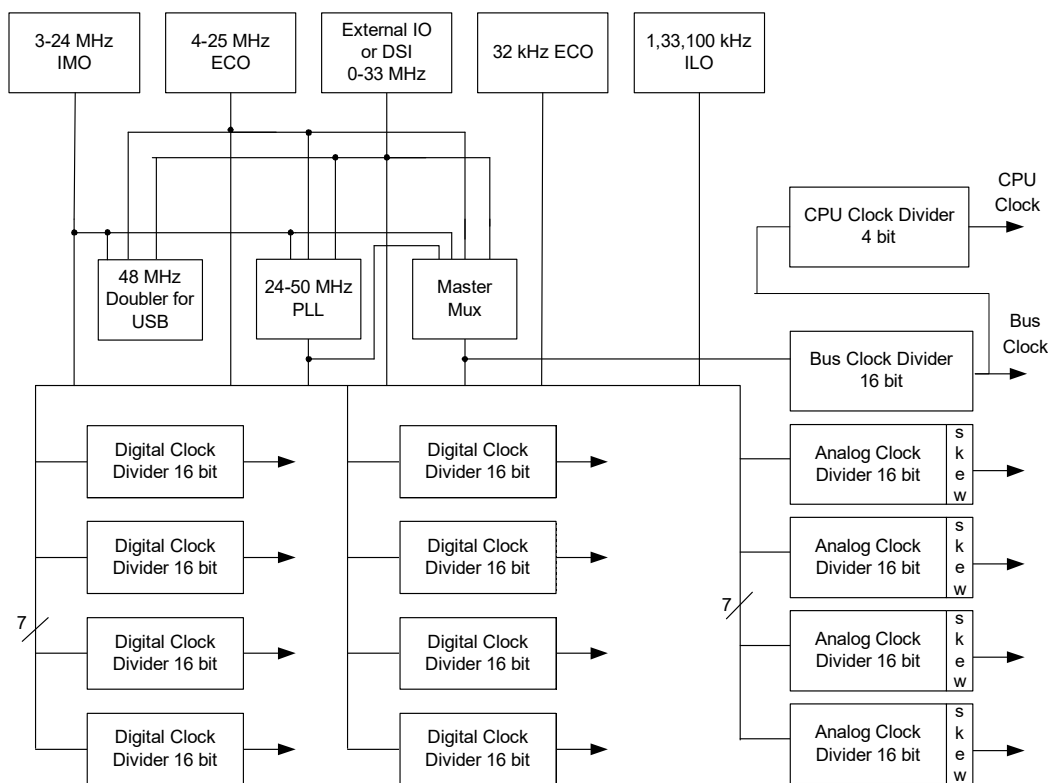 3-24 MHz
IMO
4-25 MHz
ECO
External IO
or DSI
0-33 MHz
32 kHz ECO
1,33,100 kHz
ILO
48 MHz
Doubler for
USB
24-50 MHz
PLL
Master
Mux
CPU Clock Divider
4 bit
CPU
Clock
Bus Clock Divider
16 bit
Bus
Clock
Digital Clock
Divider 16 bit
Digital Clock
Divider 16 bit
Analog Clock
Divider 16 bit
s
k
e
w
Digital Clock
Divider 16 bit
Digital Clock
Divider 16 bit
Analog Clock
Divider 16 bit
s
k
e
w
7
7
Digital Clock
Divider 16 bit
Digital Clock
Divider 16 bit
Analog Clock
Divider 16 bit
s
k
e
w
Digital Clock
Divider 16 bit
Digital Clock
Divider 16 bit
Analog Clock
Divider 16 bit
s
k
e
w